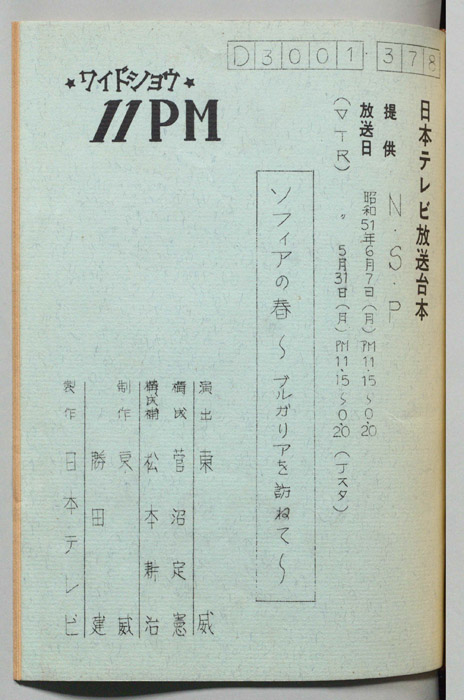 D3001-378
★ワイドショウ★
11PM
日本テレビ放送台本
提供 N・S・P
放送日 昭和51年6月7日(月)PM11・15〜0・20
(VTR) 〃 5月31日(月)PM11・15〜0・20(Jスタ)
ソフィアの春〜ブルガリアを訪ねて〜
演出 東 威
構成 菅沼定憲
構成補 松本耕治
制作 泉 威
勝田 建
製作 日本テレビ